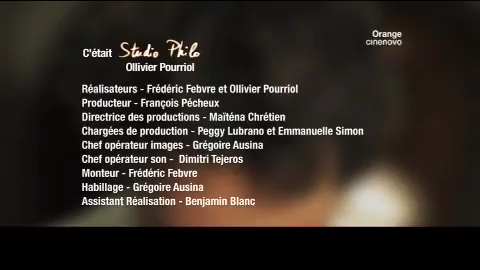 Orange
cinenovo
C'était Studio Philo
Ollivier Pourriol
Réalisateurs - Frédéric Febvre et Ollivier Pourriol
Producteur - François Pécheux
Directrice des productions - Maïténa Chrétien
Chargées de production - Peggy Lubrano et Emmanuelle Simon
Chef opérateur images - Grégoire Ausina
Chef opérateur son - Dimitri Tejeros
Monteur - Frédéric Febvre
Habillage - Grégoire Ausina
Assistant Réalisation - Benjamin Blanc